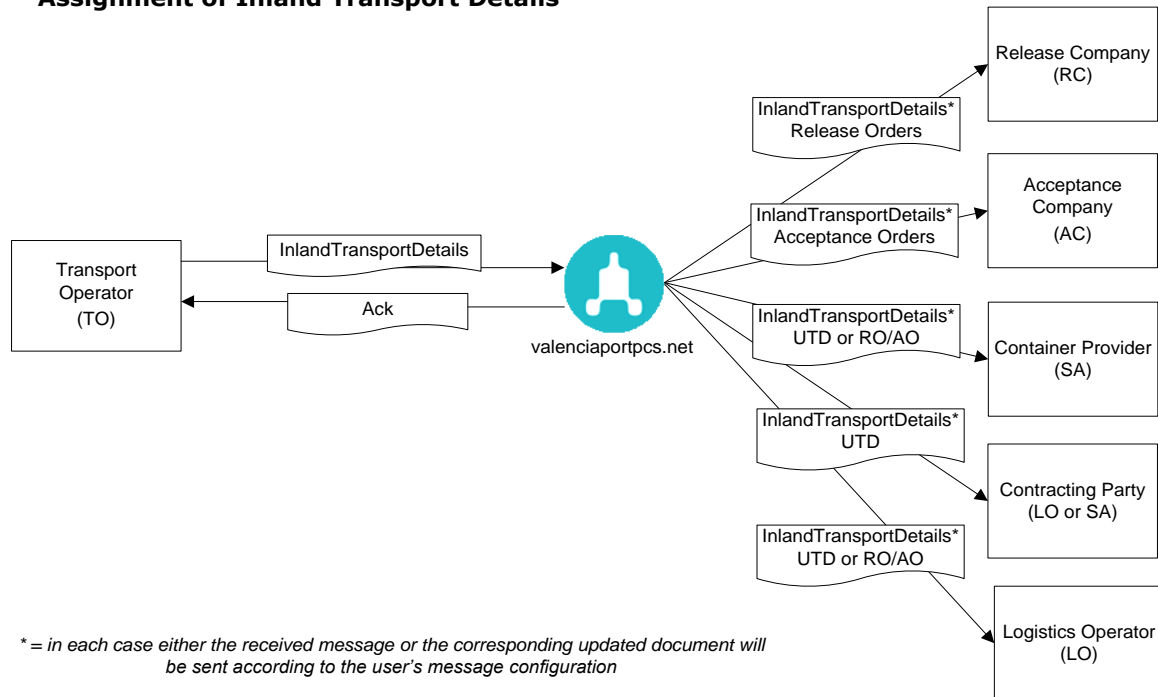 Assignment of Inland Transport Details
Release Company
(RC)
InlandTransportDetails*
Release Orders
Acceptance
Company
(AC)
InlandTransportDetails*
Acceptance Orders
InlandTransportDetails
Transport
Operator
(TO)
Ack
valenciaportpcs.net
InlandTransportDetails*
UTD or RO/AO
Container Provider
(SA)
InlandTransportDetails*
UTD
Contracting Party
(LO or SA)
InlandTransportDetails*
UTD or RO/AO
Logistics Operator
(LO)
* = in each case either the received message or the corresponding updated document will
be sent according to the user's message configuration